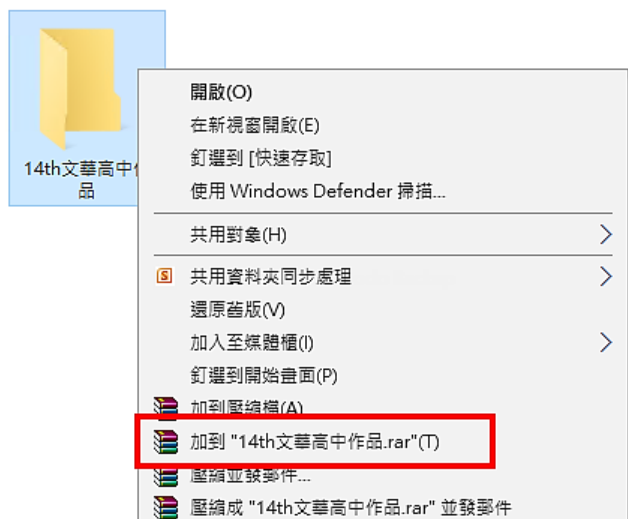 14th文華高中作
品
開啟(O)
在新視窗開啟(E)
釘選到 [快速存取]
使用 Windows Defender 掃描...
共用對象(H)
共用資料夾同步處理
還原舊版(V)
加入至媒體櫃(I)
釘選到開始畫面(P)
加到壓縮檔(A)
加到 "14th文華高中作品.rar"(T)
壓縮並發郵件...
壓縮成 "14th文華高中作品.rar" 並發郵件